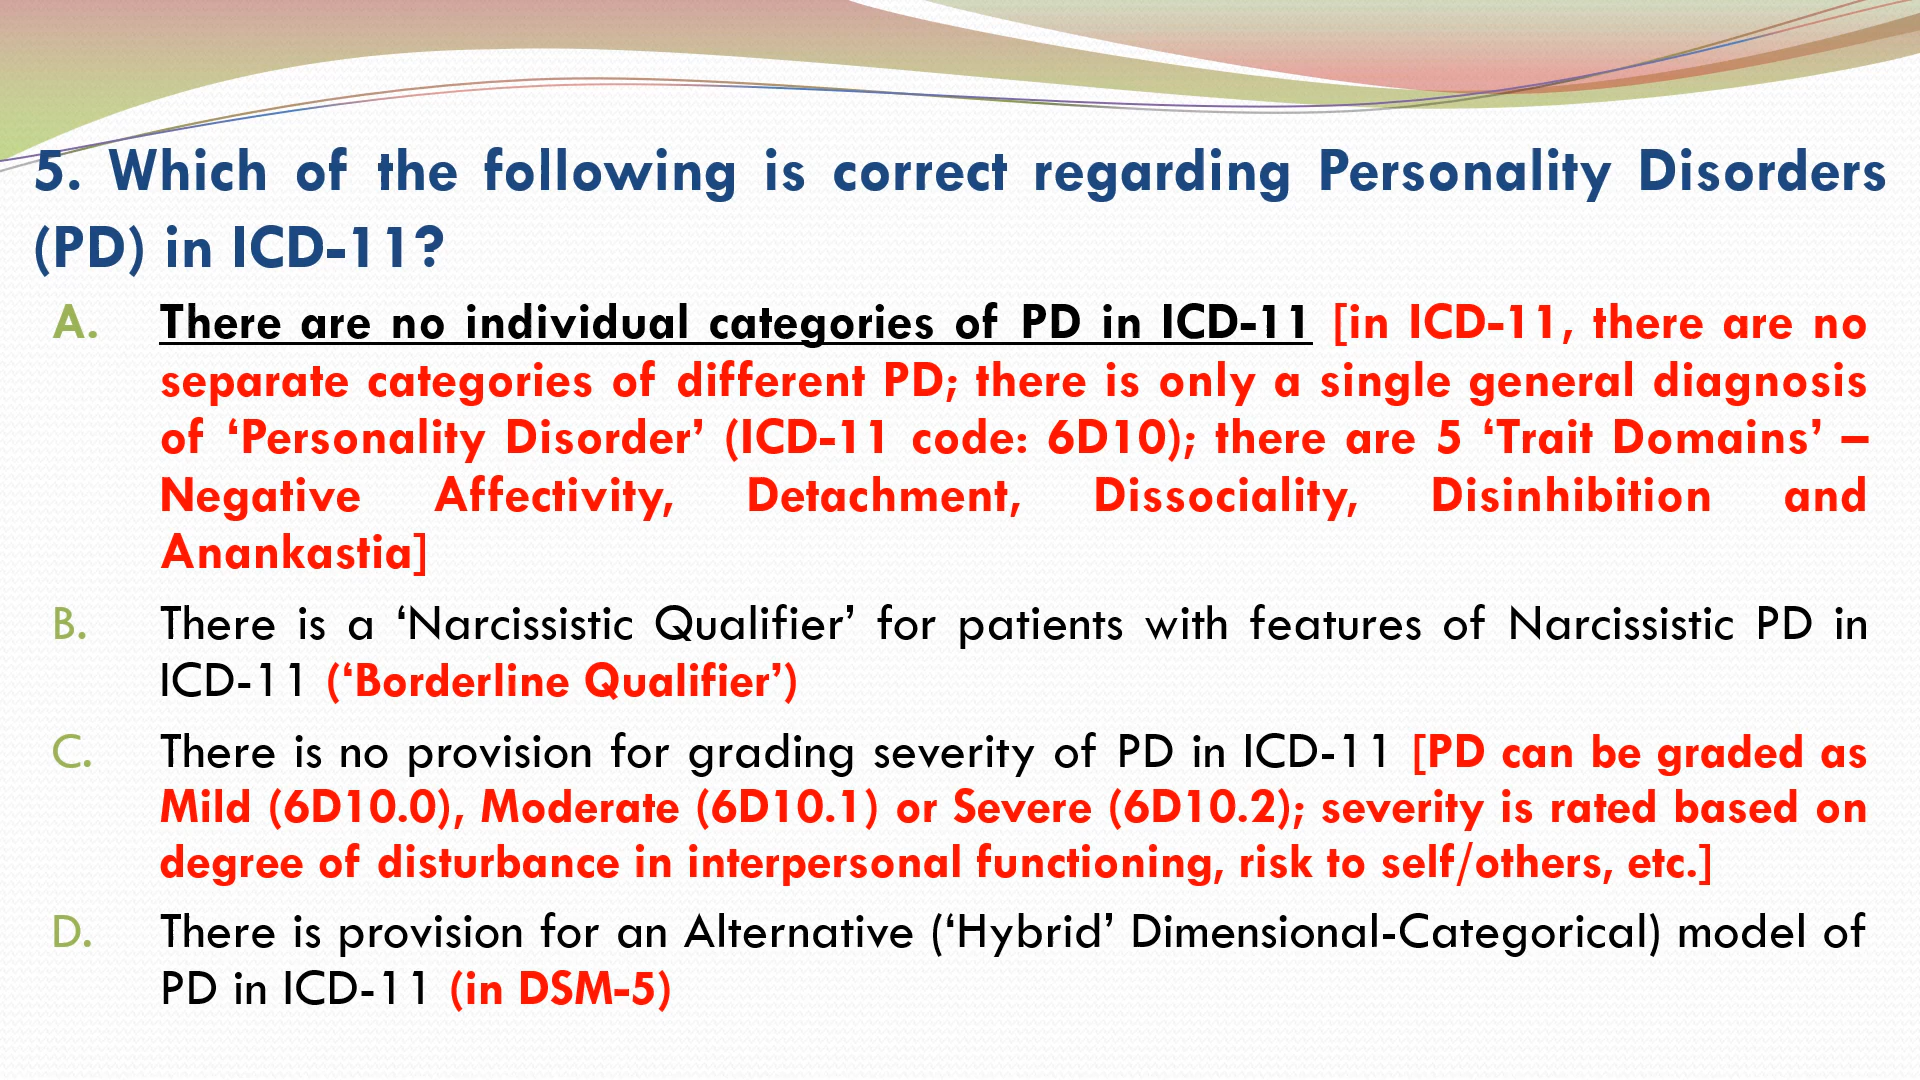 5. Which of the following is correct regarding Personality Disorders
(PD) in ICD-11?
A. There are no individual categories of PD in ICD-11 [in ICD-11, there are no
separate categories of different PD; there is only a single general diagnosis
of ‘Personality Disorder’ (ICD-11 code: 6D10); there are 5 ‘Trait Domains’ –
Negative Affectivity, Detachment, Dissociality, Disinhibition and
Anankastia]
B. There is a ‘Narcissistic Qualifier’ for patients with features of Narcissistic PD in
ICD-11 (‘Borderline Qualifier’)
C. There is no provision for grading severity of PD in ICD-11 [PD can be graded as
Mild (6D10.0), Moderate (6D10.1) or Severe (6D10.2); severity is rated based on
degree of disturbance in interpersonal functioning, risk to self/others, etc.]
D. There is provision for an Alternative (‘Hybrid’ Dimensional-Categorical) model of
PD in ICD-11 (in DSM-5)